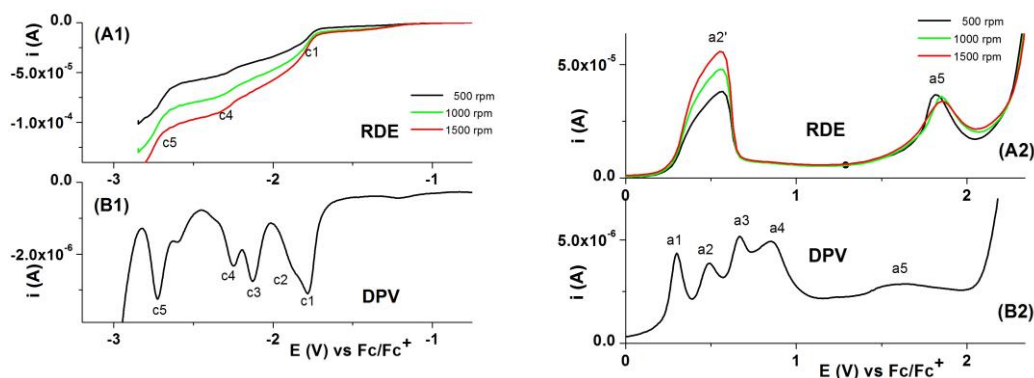 0.0
-5.0x10⁻⁵
-1.0x10⁻⁴
i (A)
(A1)
c1
c4
c5
500 rpm
1000 rpm
1500 rpm
RDE
-3
-2
-1
0.0
-2.0x10⁻⁶
i (A)
(B1)
c5
c4
c3
c2
c1
DPV
-3
-2
-1
E (V) vs Fc/Fc⁺
5.0x10⁻⁵
0.0
i (A)
a2'
a5
500 rpm
1000 rpm
1500 rpm
RDE
(A2)
0
1
2
5.0x10⁻⁶
0.0
i (A)
a1
a2
a3
a4
a5
DPV
(B2)
0
1
2
E (V) vs Fc/Fc⁺